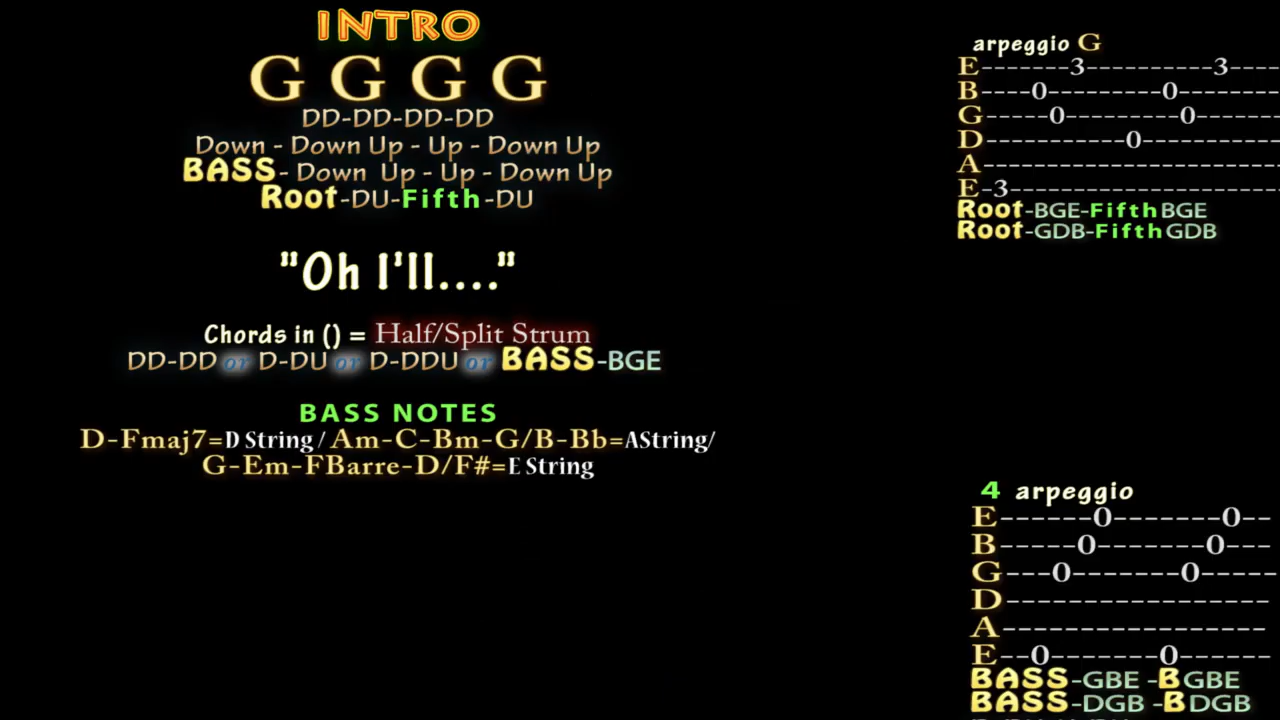 INTRO
G G G G
DD-DD-DD-DD
Down - Down Up - Up - Down Up
BASS- Down Up - Up - Down Up
Root-DU-Fifth-DU
"Oh I'll...."
Chords in () = Half/Split Strum
DD-DD or D-DU or D-DDU or BASS-BGE
BASS NOTES
D-Fmaj7=D String / Am-C-Bm-G/B-Bb=AString/
G-Em-FBarre-D/F#=E String
arpeggio G
E-------3----------3----
B----0----------0-------
G-----0----------0------
D------------0----------
A-----------------------
E-3---------------------
Root-BGE-Fifth BGE
Root-GDB-Fifth GDB
4 arpeggio
E------0-------0--
B-----0-------0---
G---0-------0-----
D-----------------
A-----------------
E--0-------0------
BASS-GBE -BGBE
BASS-DGB -BDGB